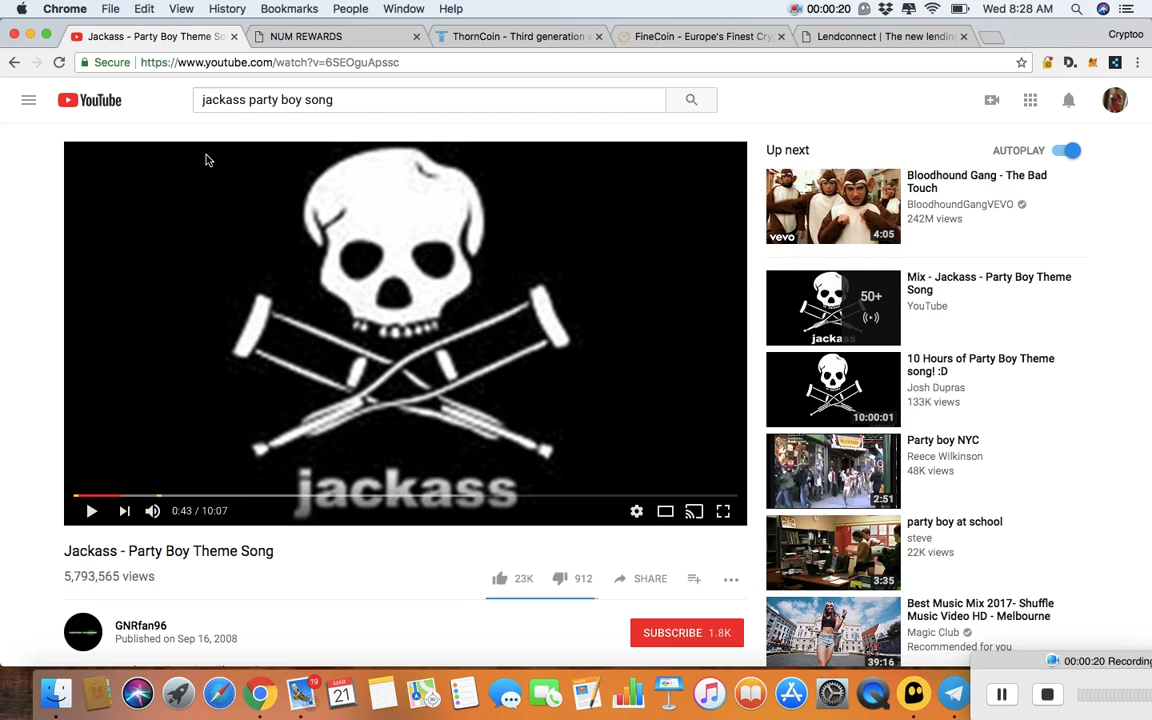 Chrome File Edit View History Bookmarks People Window Help 00:00:20 Wed 8:28 AM
Jackass - Party Boy Theme So NUM REWARDS ThornCoin - Third generation s FineCoin - Europe's Finest Cry Lendconnect | The new lendin Cryptoo
Secure https://www.youtube.com/watch?v=6SEOguApssc
YouTube jackass party boy song
Up next AUTOPLAY
Bloodhound Gang - The Bad
Touch
BloodhoundGangVEVO
242M views
vevo 4:05
Mix - Jackass - Party Boy Theme
Song
YouTube
50+
jackass
10 Hours of Party Boy Theme
song! :D
Josh Dupras
133K views
10:00:01
Party boy NYC
Reece Wilkinson
48K views
2:51
party boy at school
steve
22K views
3:35
Best Music Mix 2017- Shuffle
Music Video HD - Melbourne
Magic Club
Recommended for you
39:16
jackass
0:43 / 10:07
Jackass - Party Boy Theme Song
5,793,565 views
23K 912 SHARE
GNRfan96
Published on Sep 16, 2008
SUBSCRIBE 1.8K
00:00:20 Recording
19
MAR
21